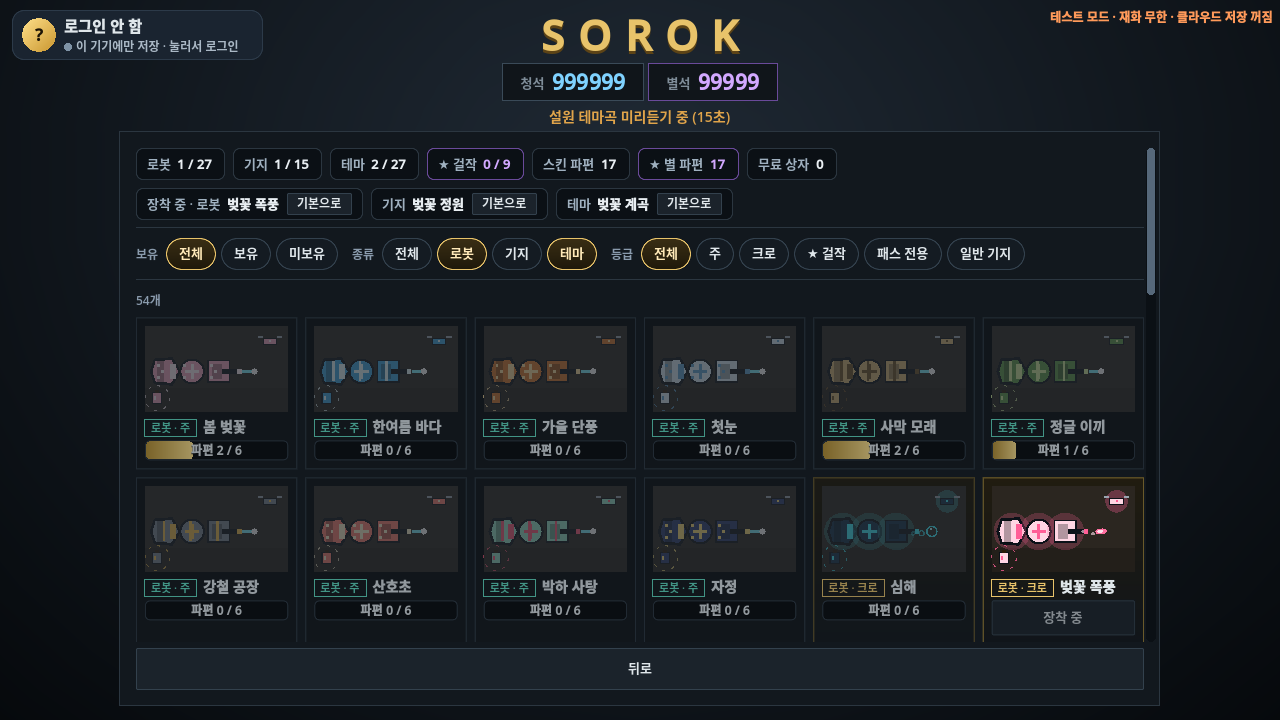 ?
로그인 안 함
이 기기에만 저장 · 눌러서 로그인
SOROK
테스트 모드 · 재화 무한 · 클라우드 저장 꺼짐
청석 999999 별석 99999
설원 테마곡 미리듣기 중 (15초)
로봇 1 / 27 기지 1 / 15 테마 2 / 27 ★ 걸작 0 / 9 스킨 파편 17 ★ 별 파편 17 무료 상자 0
장착 중 · 로봇 벚꽃 폭풍 기본으로 기지 벚꽃 정원 기본으로 테마 벚꽃 계곡 기본으로
보유 전체 보유 미보유 종류 전체 로봇 기지 테마 등급 전체 주 크로 ★ 걸작 패스 전용 일반 기지
54개
로봇 · 주 봄 벚꽃 로봇 · 주 한여름 바다 로봇 · 주 가을 단풍 로봇 · 주 첫눈 로봇 · 주 사막 모래 로봇 · 주 정글 이끼
파편 2 / 6 파편 0 / 6 파편 0 / 6 파편 0 / 6 파편 2 / 6 파편 1 / 6
로봇 · 주 강철 공장 로봇 · 주 산호초 로봇 · 주 박하 사탕 로봇 · 주 자정 로봇 · 크로 심해 로봇 · 크로 벚꽃 폭풍
파편 0 / 6 파편 0 / 6 파편 0 / 6 파편 0 / 6 파편 0 / 6 장착 중
뒤로